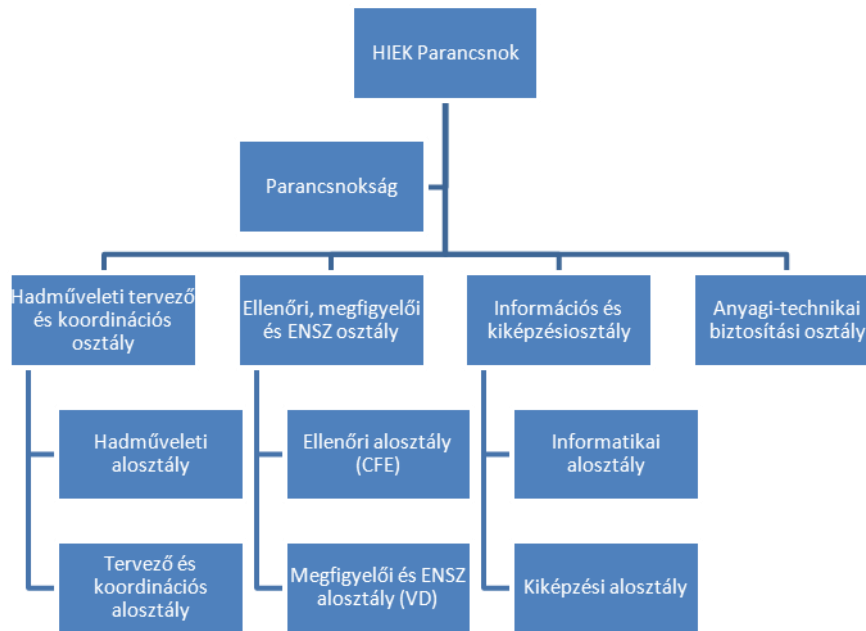 HIEK Parancsnok
Parancsnokság
Hadműveleti tervező
és koordinációs
osztály
Ellenőri, megfigyelői
és ENSZ osztály
Információs és
kiképzésiosztály
Anyagi-technikai
biztosítási osztály
Hadműveleti
alosztály
Ellenőri alosztály
(CFE)
Informatikai
alosztály
Tervező és
koordinációs
alosztály
Megfigyelői és ENSZ
alosztály (VD)
Kiképzési alosztály